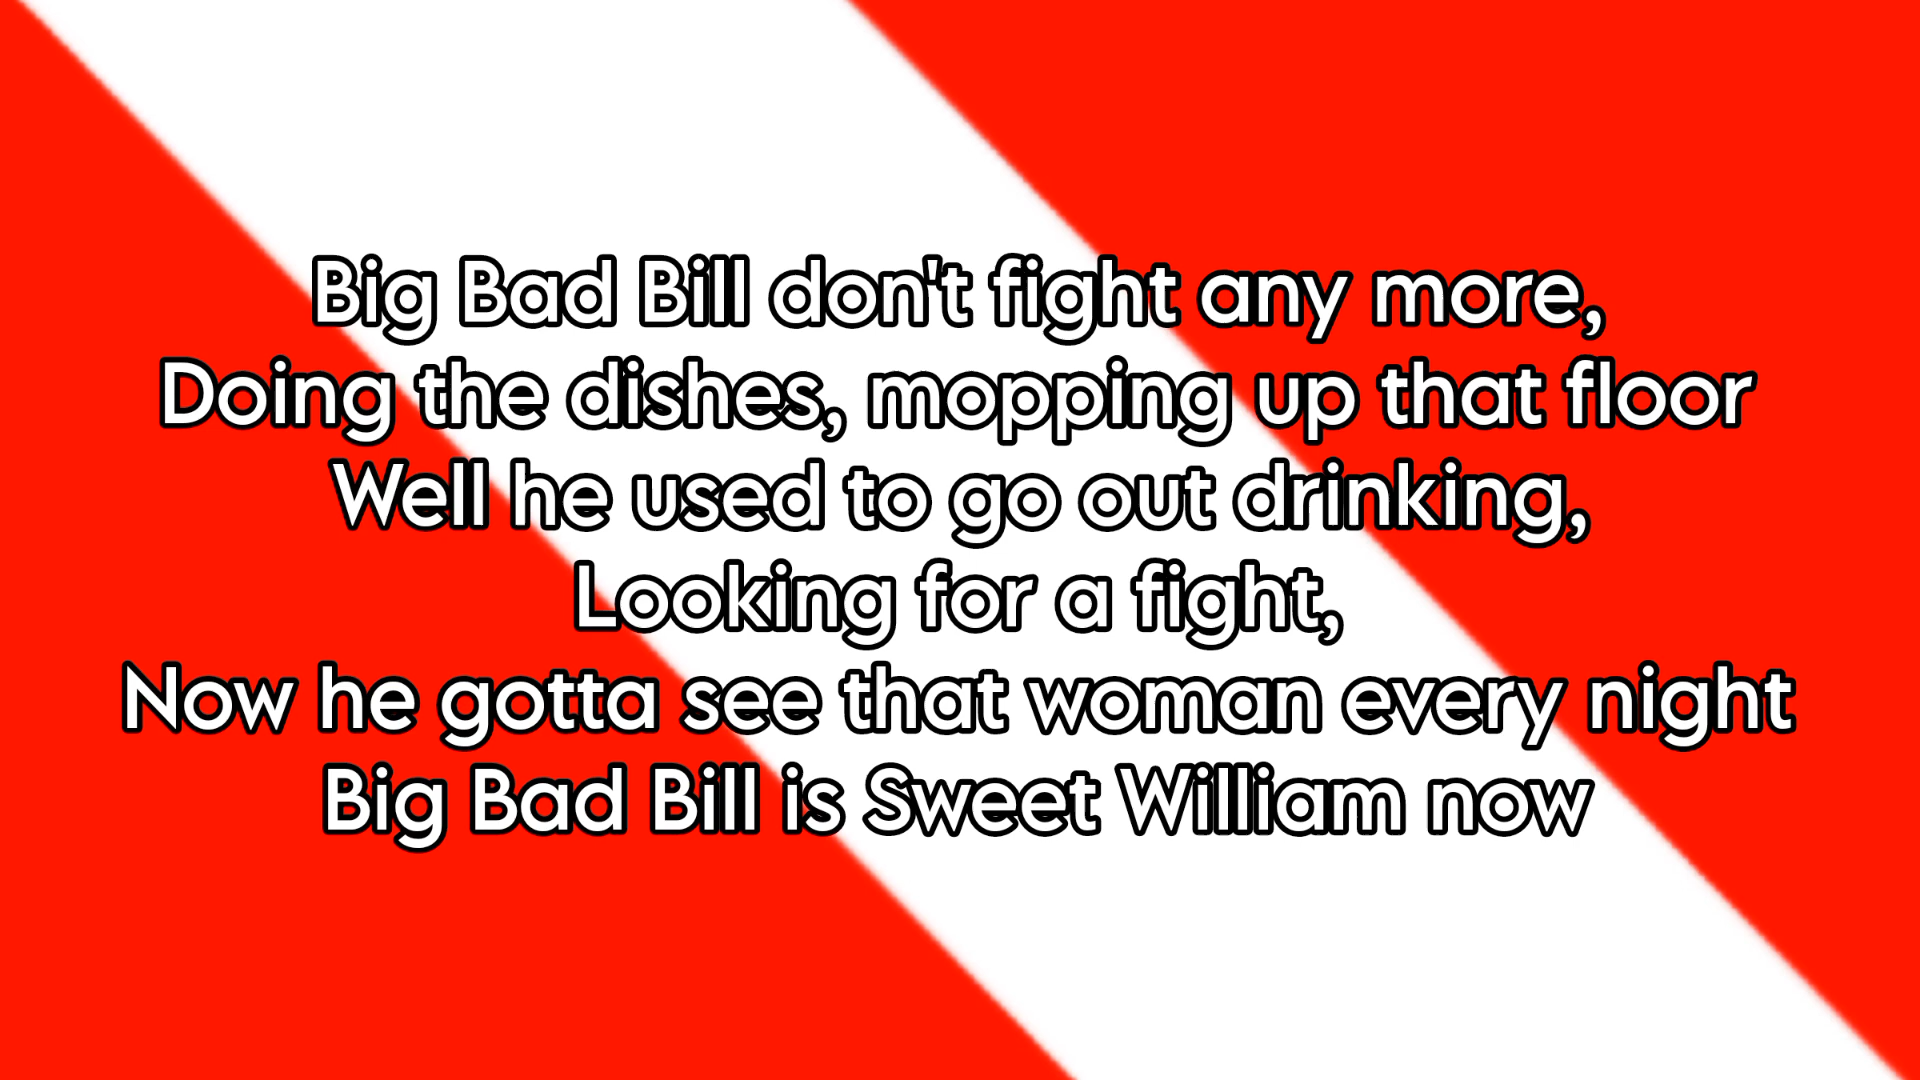 Big Bad Bill don't fight any more,
Doing the dishes, mopping up that floor
Well he used to go out drinking,
Looking for a fight,
Now he gotta see that woman every night
Big Bad Bill is Sweet William now